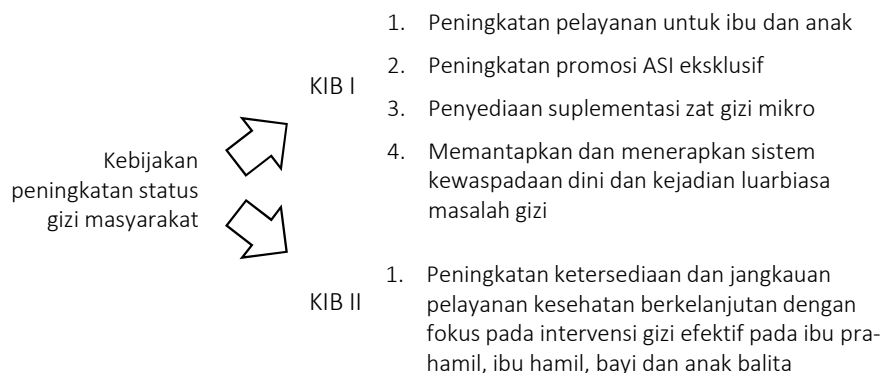 Kebijakan
peningkatan status
gizi masyarakat
KIB I
1. Peningkatan pelayanan untuk ibu dan anak
2. Peningkatan promosi ASI eksklusif
3. Penyediaan suplementasi zat gizi mikro
4. Memantapkan dan menerapkan sistem
kewaspadaan dini dan kejadian luarbiasa
masalah gizi
KIB II
1. Peningkatan ketersediaan dan jangkauan
pelayanan kesehatan berkelanjutan dengan
fokus pada intervensi gizi efektif pada ibu pra-
hamil, ibu hamil, bayi dan anak balita